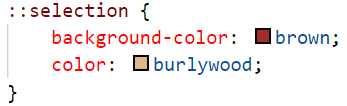 ::selection {
    background-color: brown;
    color: burlywood;
}